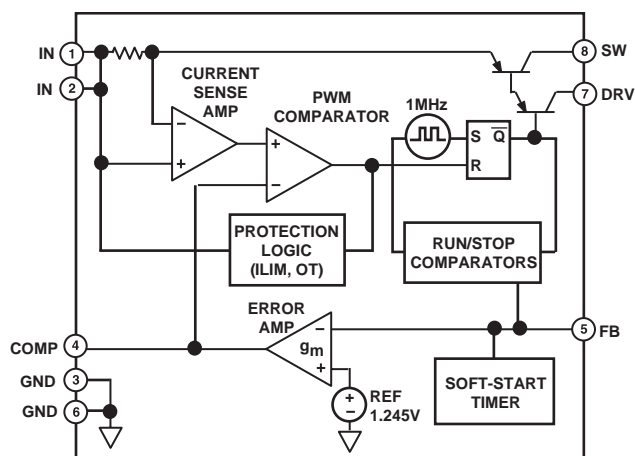 IN 1
IN 2
CURRENT
SENSE
AMP
−
+
PWM
COMPARATOR
+
−
1MHz
S Q̅
R
8 SW
7 DRV
PROTECTION
LOGIC
(ILIM, OT)
RUN/STOP
COMPARATORS
ERROR
AMP
−
gm
+
COMP 4
GND 3
GND 6
5 FB
+
−
REF
1.245V
SOFT-START
TIMER